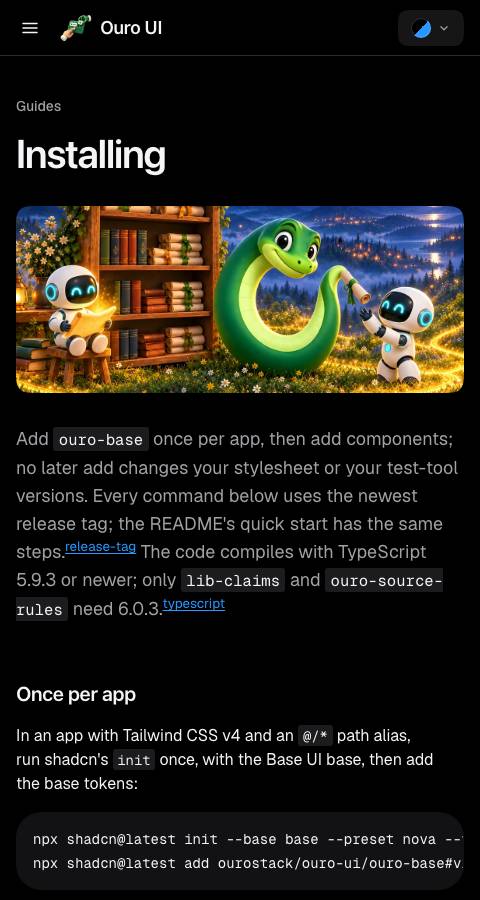 Ouro UI
Guides
Installing
Add ouro-base once per app, then add components;
no later add changes your stylesheet or your test-tool
versions. Every command below uses the newest
release tag; the README's quick start has the same
steps.release-tag The code compiles with TypeScript
5.9.3 or newer; only lib-claims and ouro-source-
rules need 6.0.3.typescript
Once per app
In an app with Tailwind CSS v4 and an @/* path alias,
run shadcn's init once, with the Base UI base, then add
the base tokens:
npx shadcn@latest init --base base --preset nova --
npx shadcn@latest add ourostack/ouro-ui/ouro-base#v